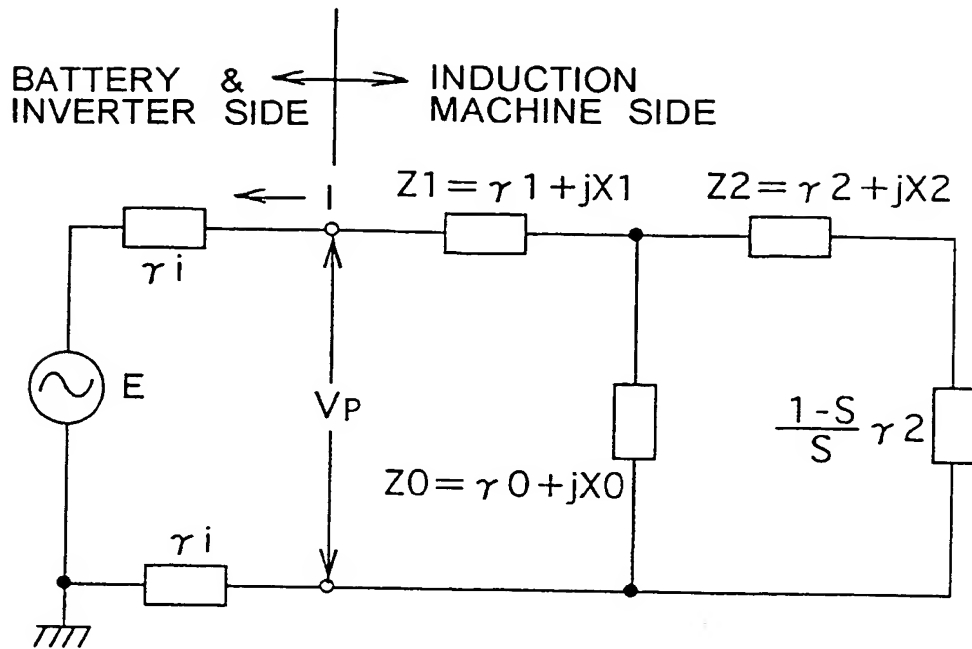 BATTERY &
INVERTER SIDE
INDUCTION
MACHINE SIDE
I
Z1=γ1+jX1
Z2=γ2+jX2
γi
E
VP
Z0=γ0+jX0
1-S
S
γ2
γi